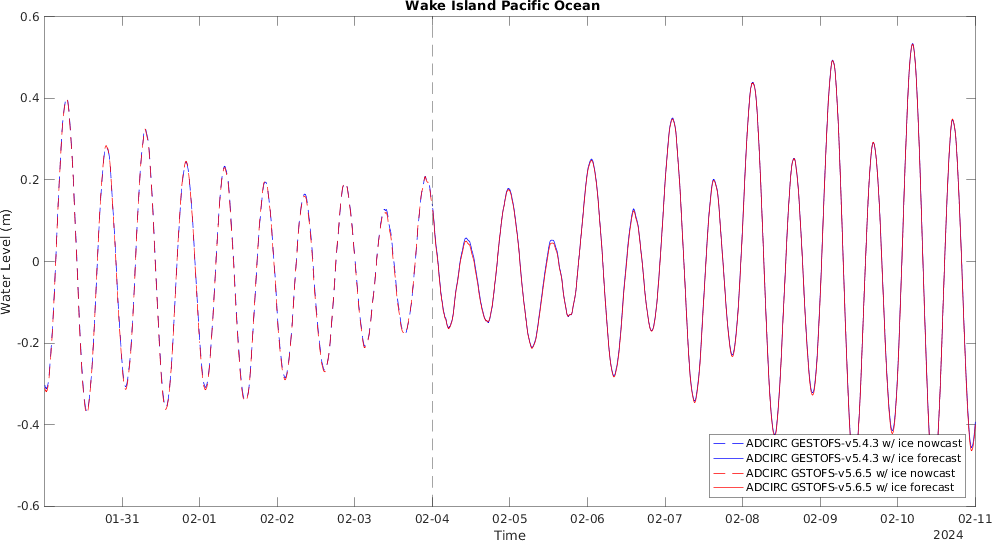 Wake Island Pacific Ocean
0.6
0.4
0.2
0
-0.2
-0.4
-0.6
Water Level (m)
ADCIRC GESTOFS-v5.4.3 w/ ice nowcast
ADCIRC GESTOFS-v5.4.3 w/ ice forecast
ADCIRC GSTOFS-v5.6.5 w/ ice nowcast
ADCIRC GSTOFS-v5.6.5 w/ ice forecast
01-31 02-01 02-02 02-03 02-04 02-05 02-06 02-07 02-08 02-09 02-10 02-11
Time 2024